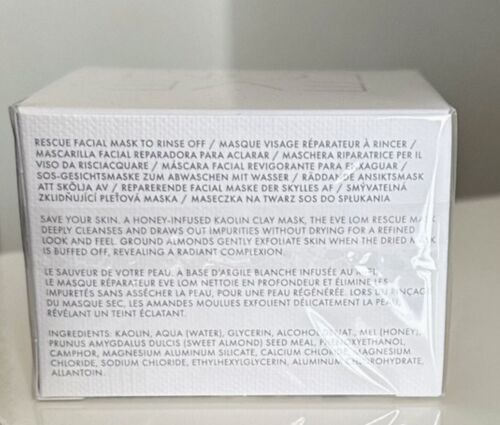 RESCUE FACIAL MASK TO RINSE OFF / MASQUE VISAGE RÉPARATEUR À RINCER /
MASCARILLA FACIAL REPARADORA PARA ACLARAR / MASCHERA RIPARATRICE PER IL
VISO DA RISCIACQUARE / MÁSCARA FACIAL REVIGORANTE PARA ENXAGUAR /
SOS-GESICHTSMASKE ZUM ABWASCHEN MIT WASSER / RÄDDANDE ANSIKTSMASK
ATT SKÖLJA AV / REPARERENDE FACIAL MASKE DER SKYLLES AF / SMÝVATELNÁ
ZKLIDŇUJÍCÍ PLEŤOVÁ MASKA / MASECZKA NA TWARZ SOS DO SPŁUKANIA
SAVE YOUR SKIN. A HONEY-INFUSED KAOLIN CLAY MASK, THE EVE LOM RESCUE MASK
DEEPLY CLEANSES AND DRAWS OUT IMPURITIES WITHOUT DRYING FOR A REFINED
LOOK AND FEEL. GROUND ALMONDS GENTLY EXFOLIATE SKIN WHEN THE DRIED MASK
IS BUFFED OFF, REVEALING A RADIANT COMPLEXION.
LE SAUVEUR DE VOTRE PEAU. À BASE D'ARGILE BLANCHE INFUSÉE AU MIEL,
LE MASQUE RÉPARATEUR EVE LOM NETTOIE EN PROFONDEUR ET ÉLIMINE LES
IMPURETÉS SANS ASSÉCHER LA PEAU, POUR UNE PEAU RÉGÉNÉRÉE. LORS DU RINÇAGE
DU MASQUE SEC, LES AMANDES MOULUES EXFOLIENT DÉLICATEMENT LA PEAU,
RÉVÉLANT UN TEINT ÉCLATANT.
INGREDIENTS: KAOLIN, AQUA (WATER), GLYCERIN, ALCOHOL DENAT., MEL (HONEY),
PRUNUS AMYGDALUS DULCIS (SWEET ALMOND) SEED MEAL, PHENOXYETHANOL,
CAMPHOR, MAGNESIUM ALUMINUM SILICATE, CALCIUM CHLORIDE, MAGNESIUM
CHLORIDE, SODIUM CHLORIDE, ETHYLHEXYLGLYCERIN, ALUMINUM CHLOROHYDRATE,
ALLANTOIN.